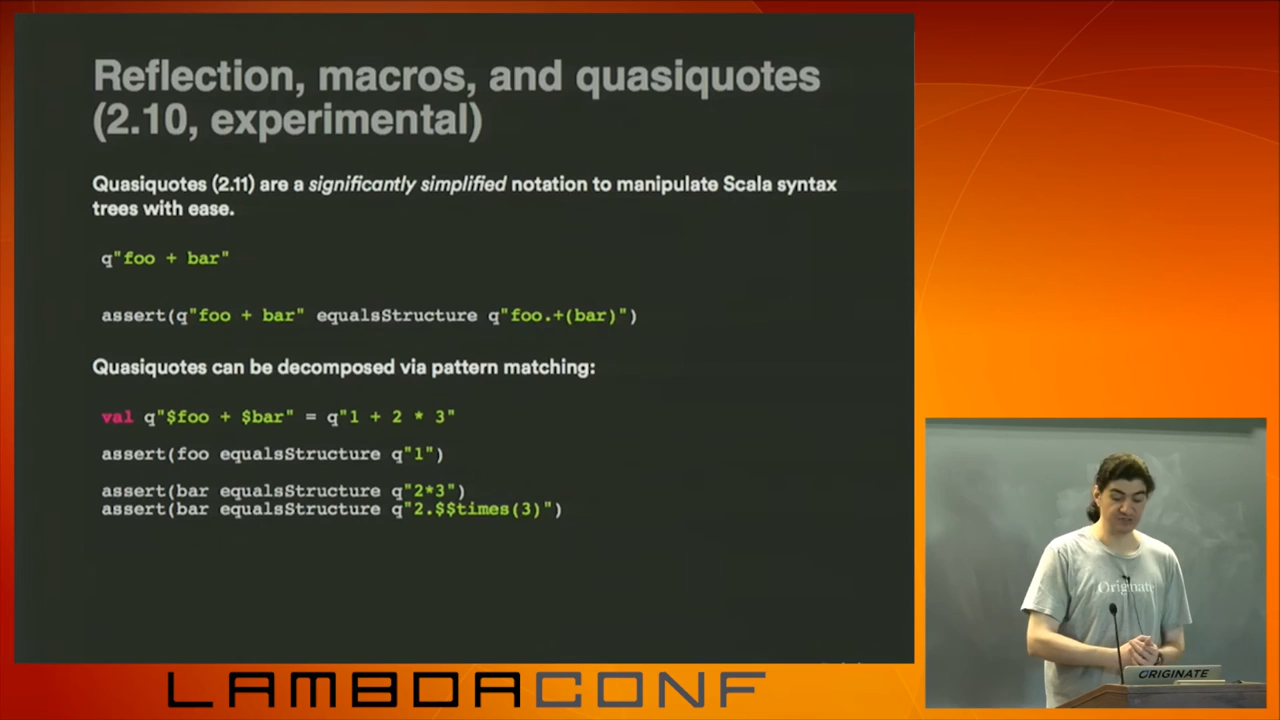 Reflection, macros, and quasiquotes
(2.10, experimental)
Quasiquotes (2.11) are a significantly simplified notation to manipulate Scala syntax
trees with ease.
q"foo + bar"
assert(q"foo + bar" equalsStructure q"foo.+(bar)")
Quasiquotes can be decomposed via pattern matching:
val q"$foo + $bar" = q"1 + 2 * 3"
assert(foo equalsStructure q"1")
assert(bar equalsStructure q"2*3")
assert(bar equalsStructure q"2.$$times(3)")
Originate
ORIGINATE
LAMBDACONF